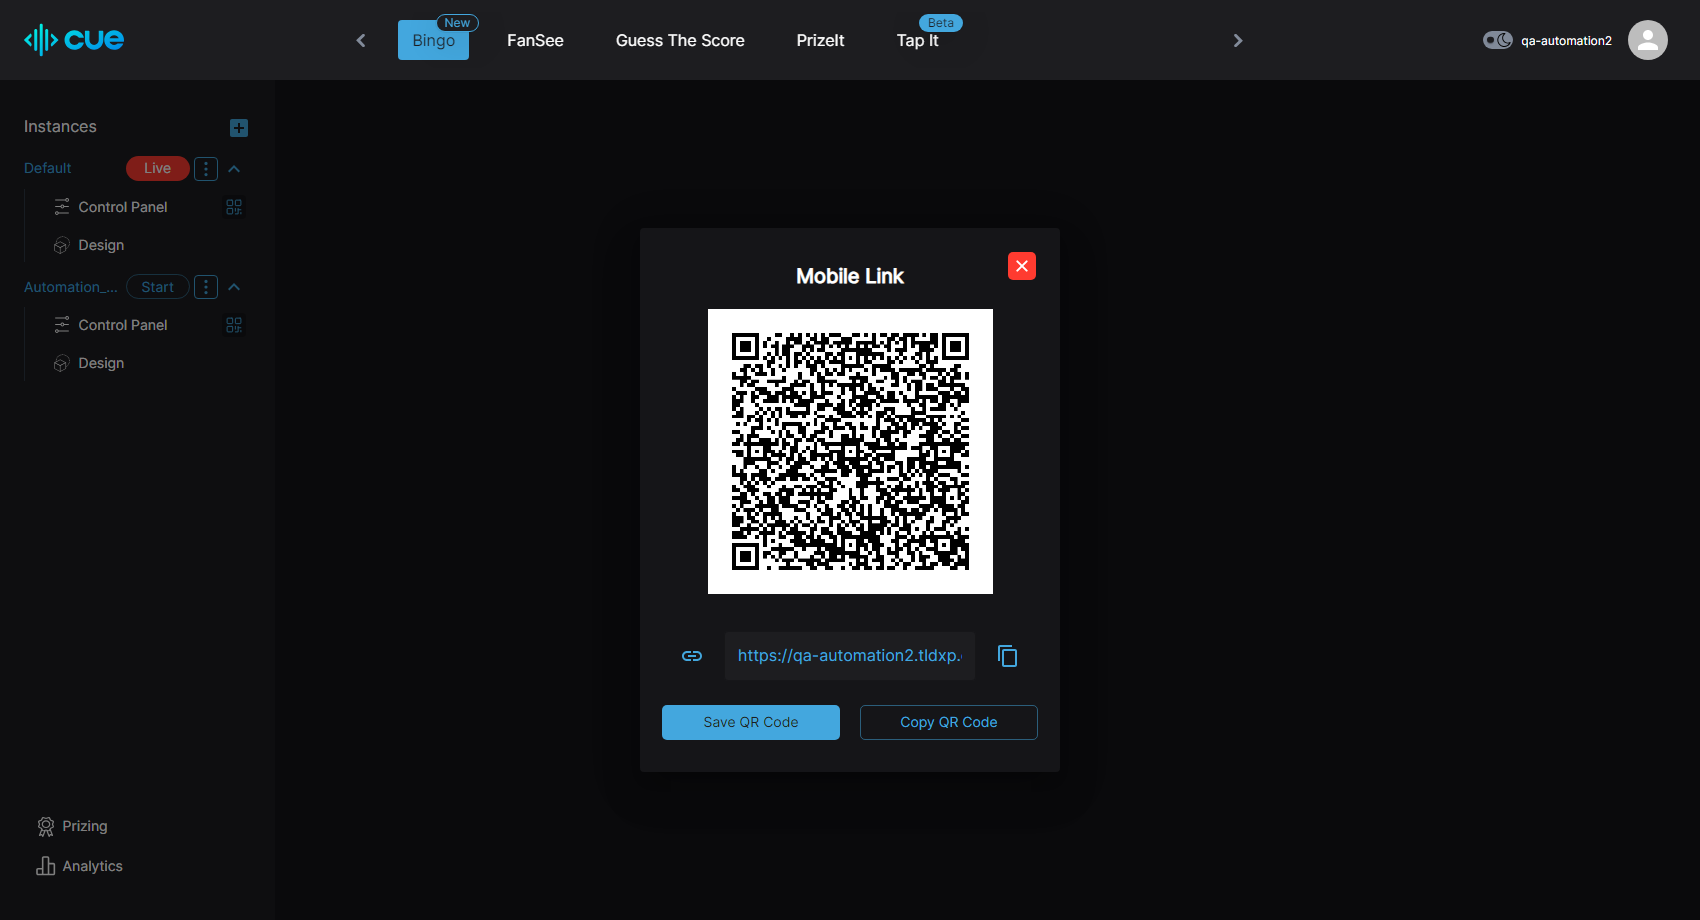 cue
Bingo
New
FanSee
Guess The Score
PrizeIt
Tap It
Beta
qa-automation2
Instances
Default
Live
Control Panel
Design
Automation_...
Start
Control Panel
Design
Prizing
Analytics
Mobile Link
https://qa-automation2.tldxp.
Save QR Code
Copy QR Code